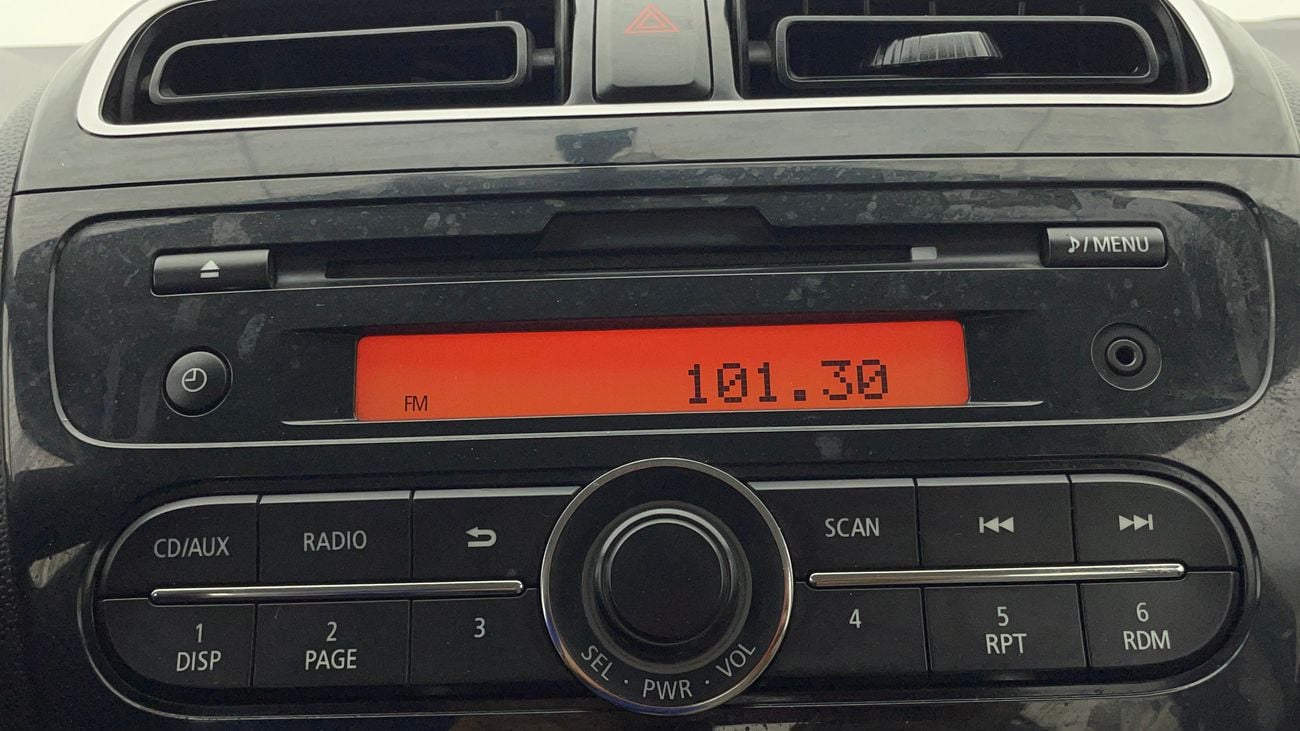 ♪/MENU
101.30
FM
CD/AUX
RADIO
SCAN
1
DISP
2
PAGE
3
4
5
RPT
6
RDM
SEL · PWR · VOL